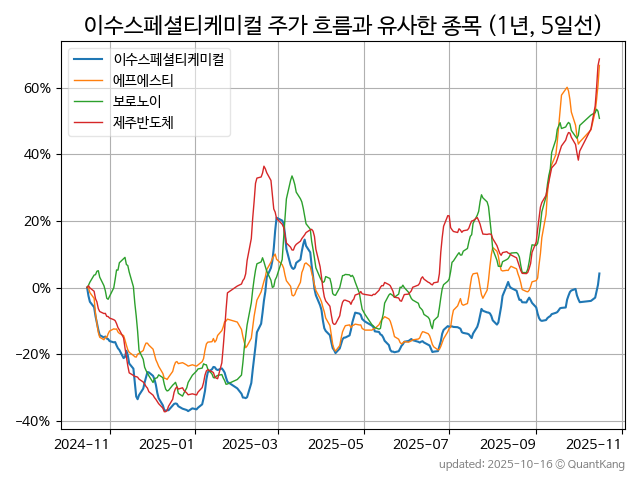 이수스페셜티케미컬 주가 흐름과 유사한 종목 (1년, 5일선)
이수스페셜티케미컬
에프에스티
보로노이
제주반도체
60%
40%
20%
0%
−20%
−40%
2024-11
2025-01
2025-03
2025-05
2025-07
2025-09
2025-11
updated: 2025-10-16 © QuantKang